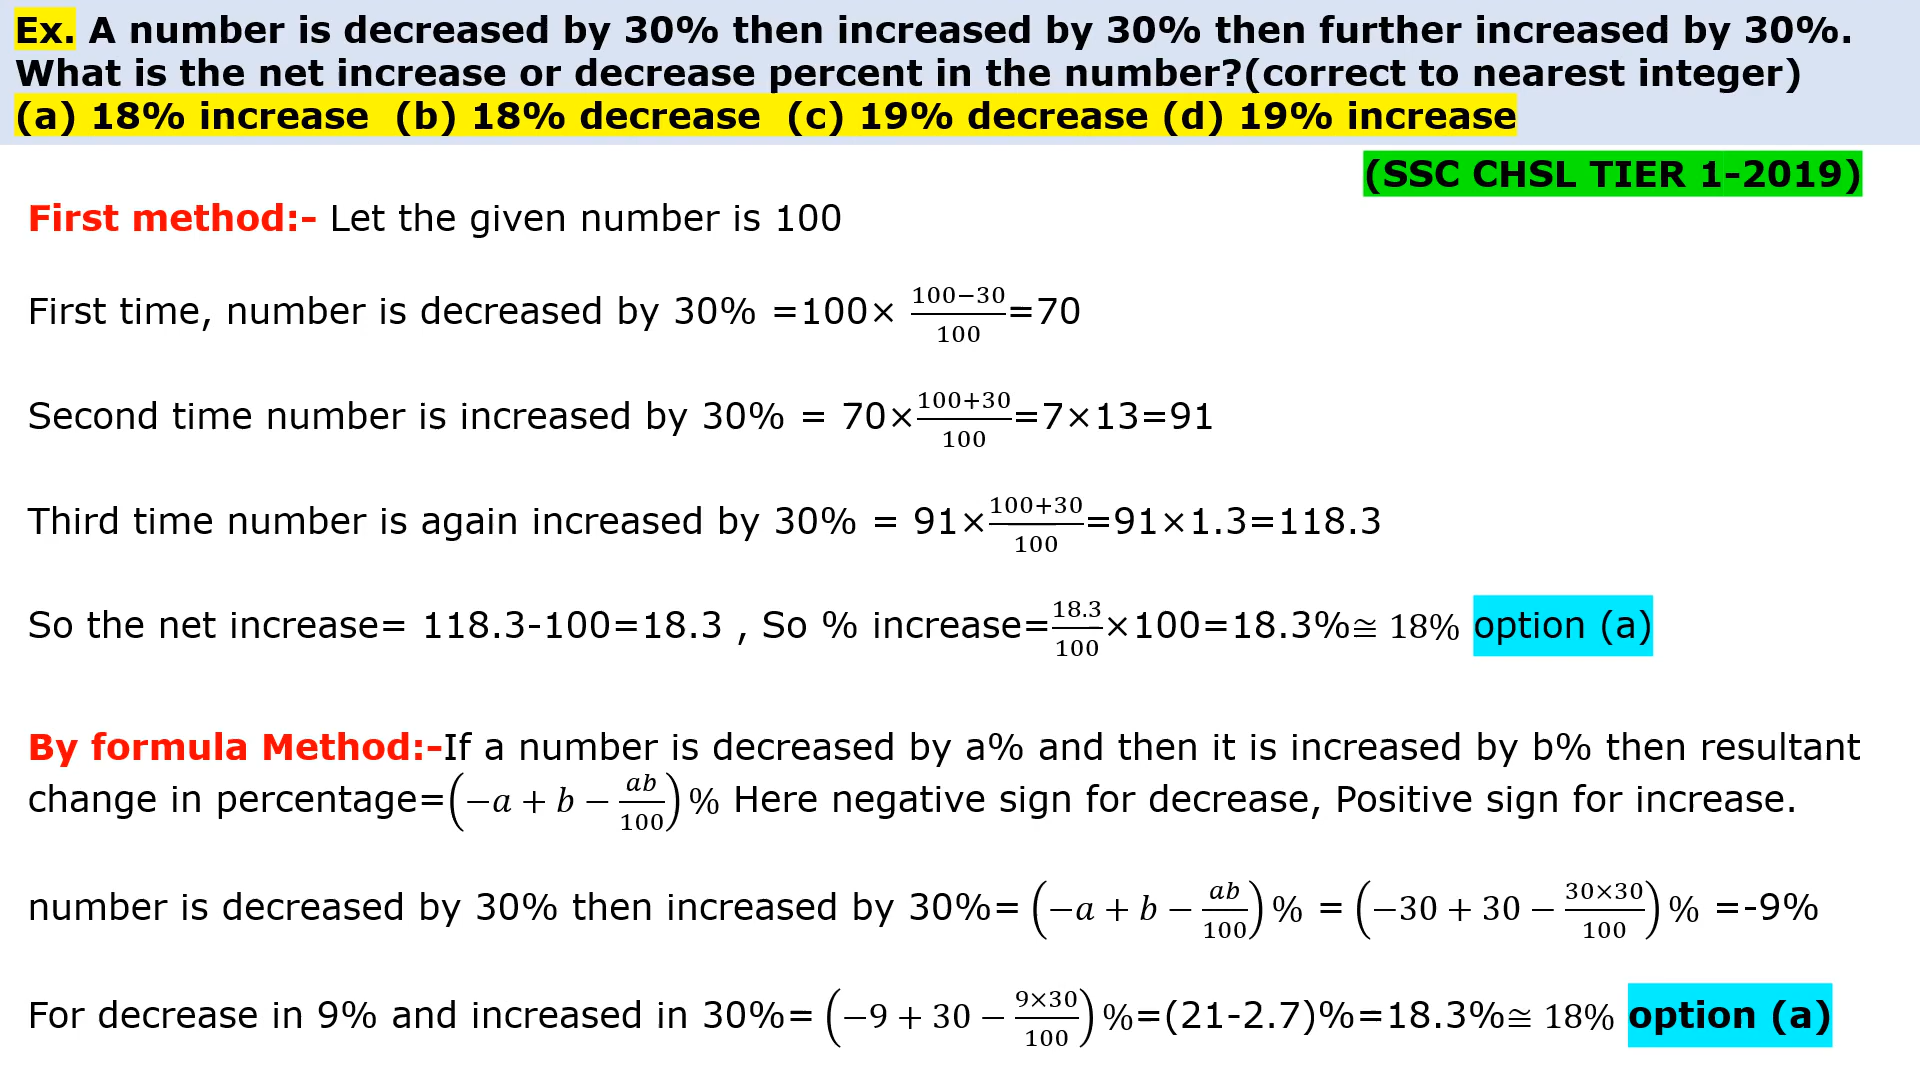 Ex. A number is decreased by 30% then increased by 30% then further increased by 30%.
What is the net increase or decrease percent in the number?(correct to nearest integer)
(a) 18% increase (b) 18% decrease (c) 19% decrease (d) 19% increase
(SSC CHSL TIER 1-2019)
First method:- Let the given number is 100
First time, number is decreased by 30% =100× (100−30)/100=70
Second time number is increased by 30% = 70×(100+30)/100=7×13=91
Third time number is again increased by 30% = 91×(100+30)/100=91×1.3=118.3
So the net increase= 118.3-100=18.3 , So % increase=18.3/100×100=18.3%≅ 18% option (a)
By formula Method:-If a number is decreased by a% and then it is increased by b% then resultant
change in percentage=(−a + b − ab/100)% Here negative sign for decrease, Positive sign for increase.
number is decreased by 30% then increased by 30%= (−a + b − ab/100)% = (−30 + 30 − 30×30/100)% =-9%
For decrease in 9% and increased in 30%= (−9 + 30 − 9×30/100)%=(21-2.7)%=18.3%≅ 18% option (a)